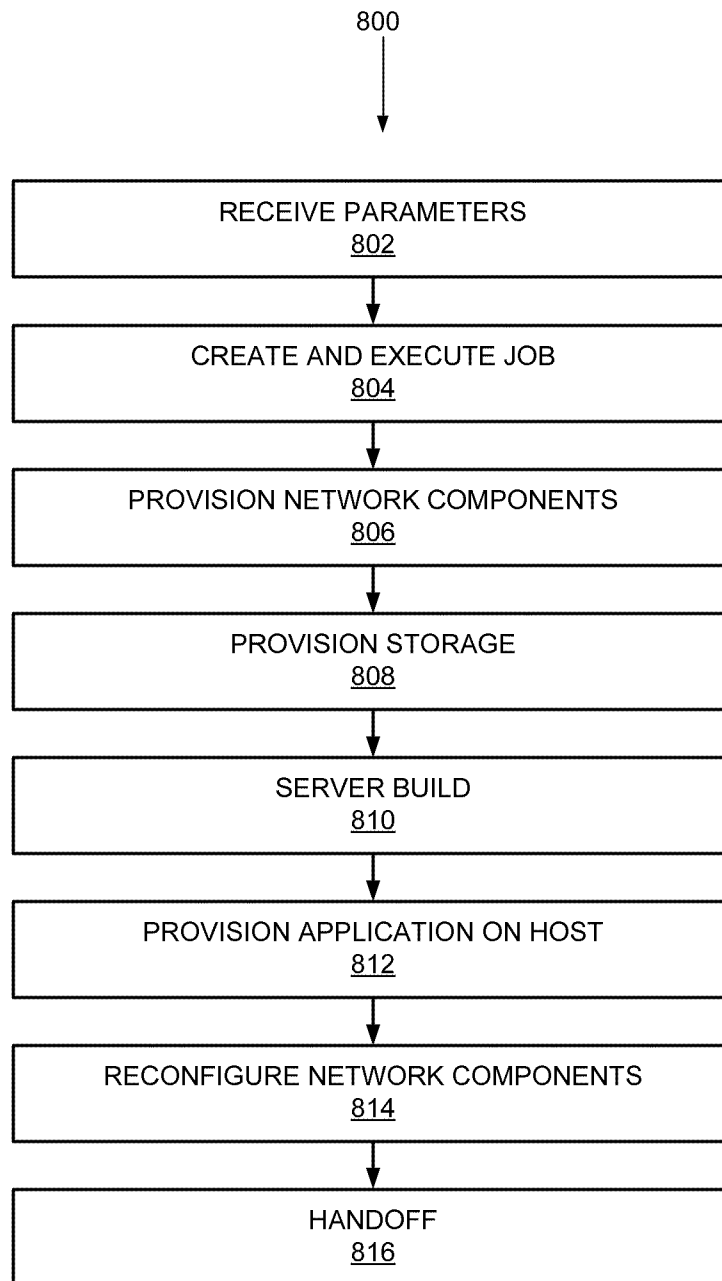 800
RECEIVE PARAMETERS
802
CREATE AND EXECUTE JOB
804
PROVISION NETWORK COMPONENTS
806
PROVISION STORAGE
808
SERVER BUILD
810
PROVISION APPLICATION ON HOST
812
RECONFIGURE NETWORK COMPONENTS
814
HANDOFF
816